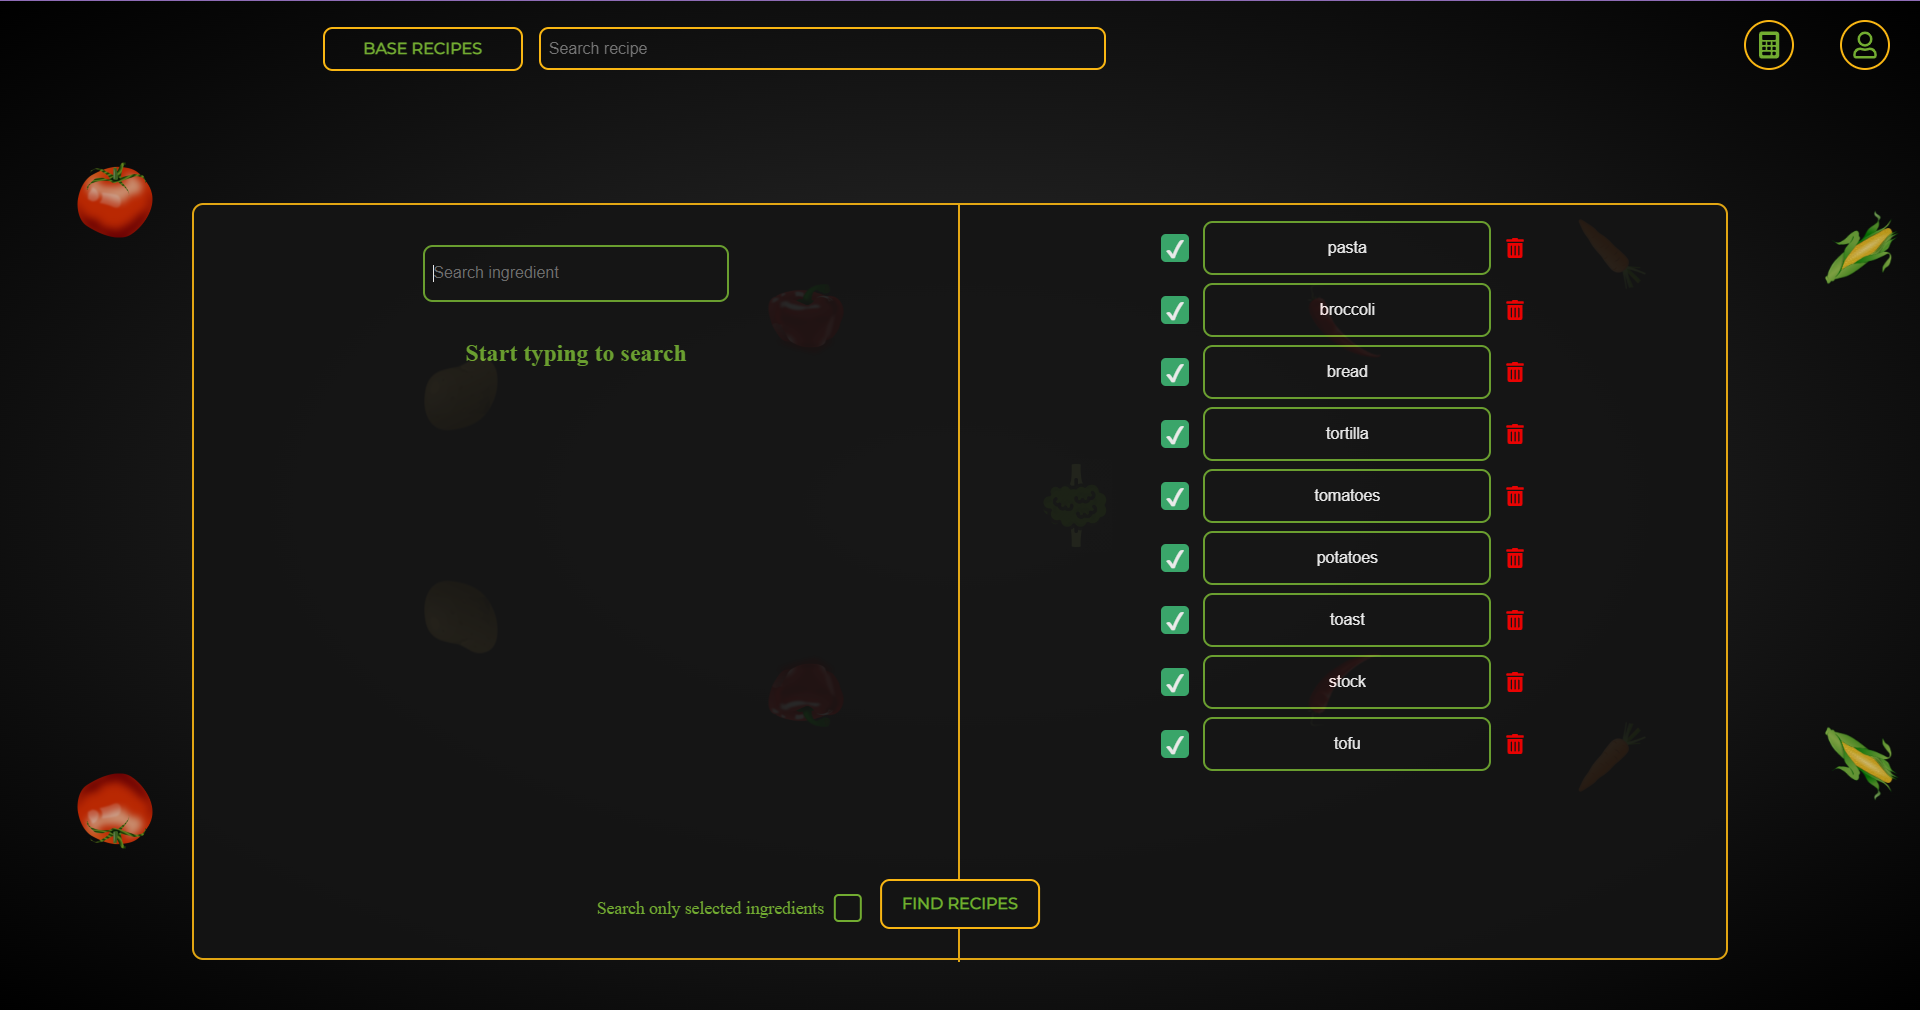 BASE RECIPES
Search recipe
Search ingredient
Start typing to search
pasta
broccoli
bread
tortilla
tomatoes
potatoes
toast
stock
tofu
Search only selected ingredients
FIND RECIPES